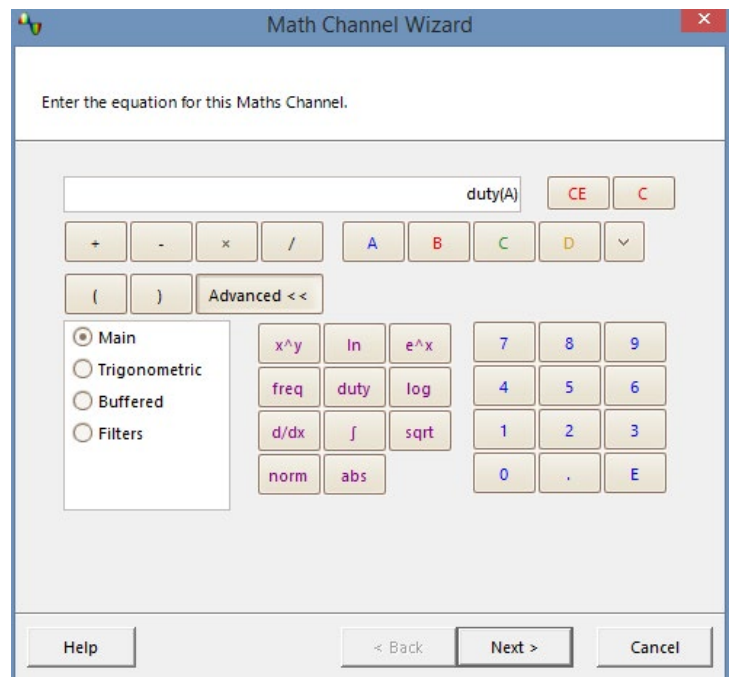 Math Channel Wizard
Enter the equation for this Maths Channel.
duty(A) CE C
+ - × / A B C D
( ) Advanced <<
Main
Trigonometric
Buffered
Filters
x^y ln e^x
freq duty log
d/dx ∫ sqrt
norm abs
7 8 9
4 5 6
1 2 3
0 . E
Help < Back Next > Cancel